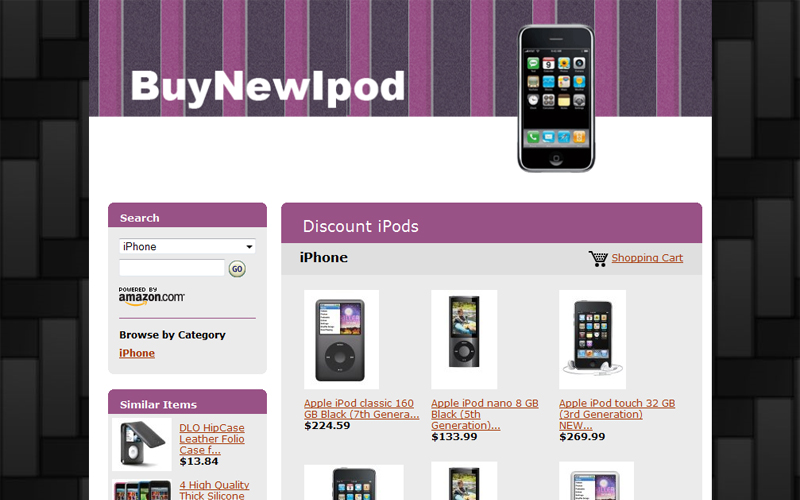 BuyNewIpod
Search
iPhone
GO
POWERED BY
amazon.com
Browse by Category
iPhone
Similar Items
DLO HipCase
Leather Folio
Case f...
$13.84
4 High Quality
Thick Silicone
Discount iPods
iPhone
Shopping Cart
Apple iPod classic 160
GB Black (7th Genera...
$224.59
Apple iPod nano 8 GB
Black (5th
Generation)...
$133.99
Apple iPod touch 32 GB
(3rd Generation)
NEW...
$269.99